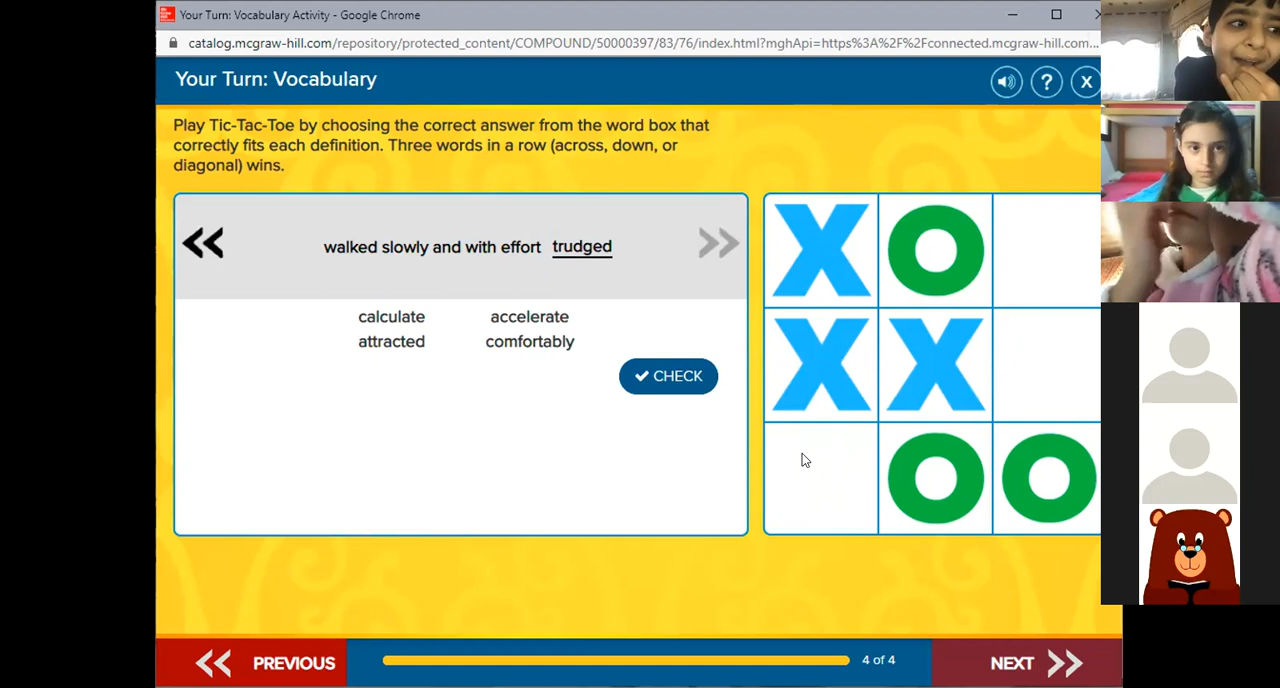 Your Turn: Vocabulary Activity - Google Chrome
catalog.mcgraw-hill.com/repository/protected_content/COMPOUND/50000397/83/76/index.html?mghApi=https%3A%2F%2Fconnected.mcgraw-hill.com...
Your Turn: Vocabulary
? X
Play Tic-Tac-Toe by choosing the correct answer from the word box that
correctly fits each definition. Three words in a row (across, down, or
diagonal) wins.
walked slowly and with effort trudged
calculate accelerate
attracted comfortably
CHECK
X O
X X
O O
PREVIOUS
4 of 4
NEXT